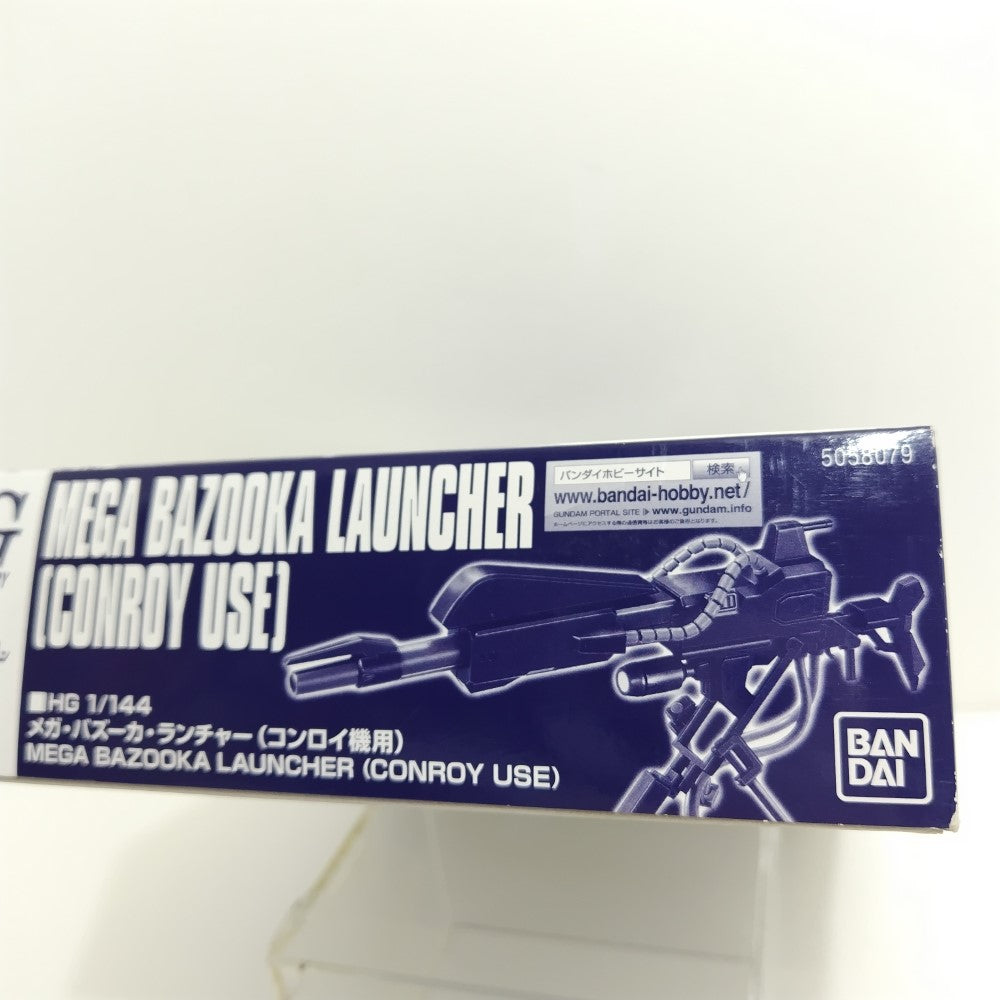 MEGA BAZOOKA LAUNCHER
(CONROY USE)
バンダイホビーサイト 検索
www.bandai-hobby.net/
GUNDAM PORTAL SITE www.gundam.info
5058079
■HG 1/144
メガ・バズーカ・ランチャー(コンロイ機用)
MEGA BAZOOKA LAUNCHER (CONROY USE)
BAN
DAI